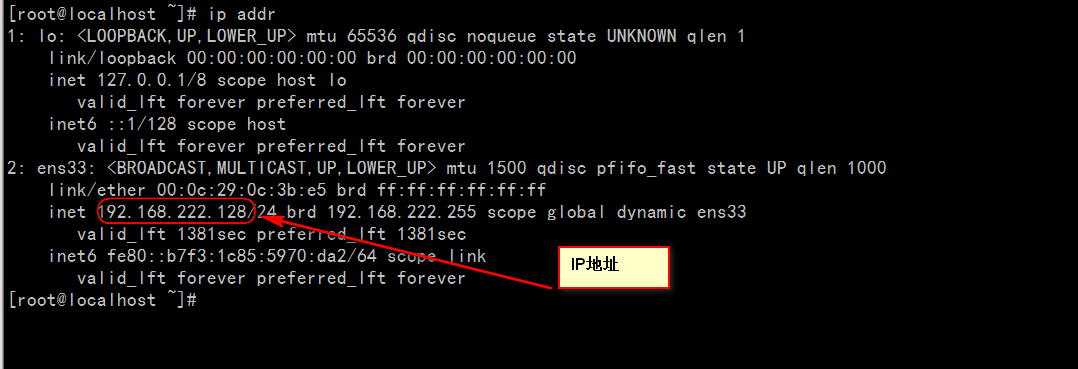 [root@localhost ~]# ip addr
1: lo: <LOOPBACK,UP,LOWER_UP> mtu 65536 qdisc noqueue state UNKNOWN qlen 1
link/loopback 00:00:00:00:00:00 brd 00:00:00:00:00:00
inet 127.0.0.1/8 scope host lo
valid_lft forever preferred_lft forever
inet6 ::1/128 scope host
valid_lft forever preferred_lft forever
2: ens33: <BROADCAST,MULTICAST,UP,LOWER_UP> mtu 1500 qdisc pfifo_fast state UP qlen 1000
link/ether 00:0c:29:0c:3b:e5 brd ff:ff:ff:ff:ff:ff
inet 192.168.222.128/24 brd 192.168.222.255 scope global dynamic ens33
valid_lft 1381sec preferred_lft 1381sec
inet6 fe80::b7f3:1c85:5970:da2/64 scope link
valid_lft forever preferred_lft forever
IP地址
[root@localhost ~]#